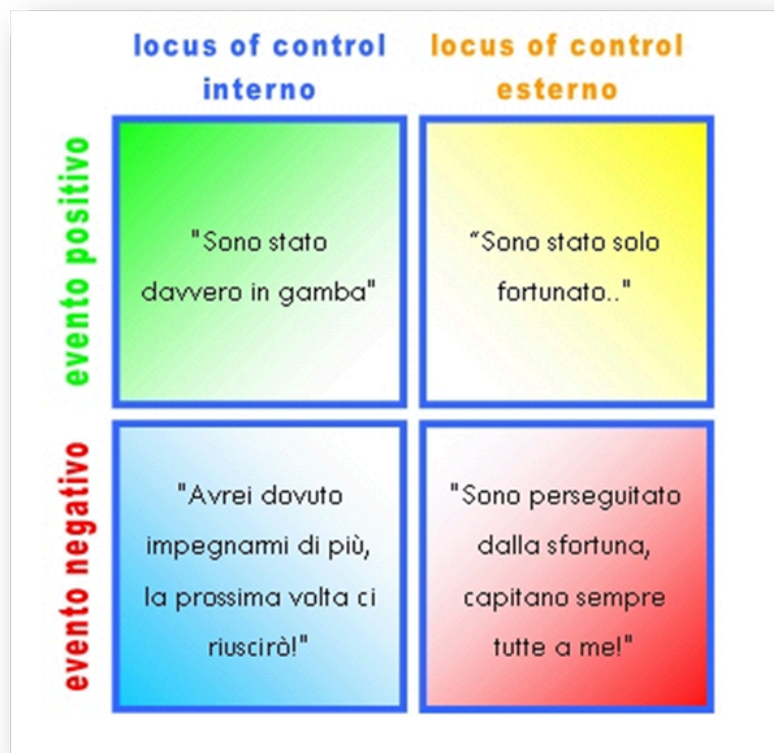 locus of control
interno
locus of control
esterno
evento positivo
"Sono stato
davvero in gamba"
“Sono stato solo
fortunato.."
evento negativo
"Avrei dovuto
impegnarmi di più,
la prossima volta ci
riuscirò!"
"Sono perseguitato
dalla sfortuna,
capitano sempre
tutte a me!"